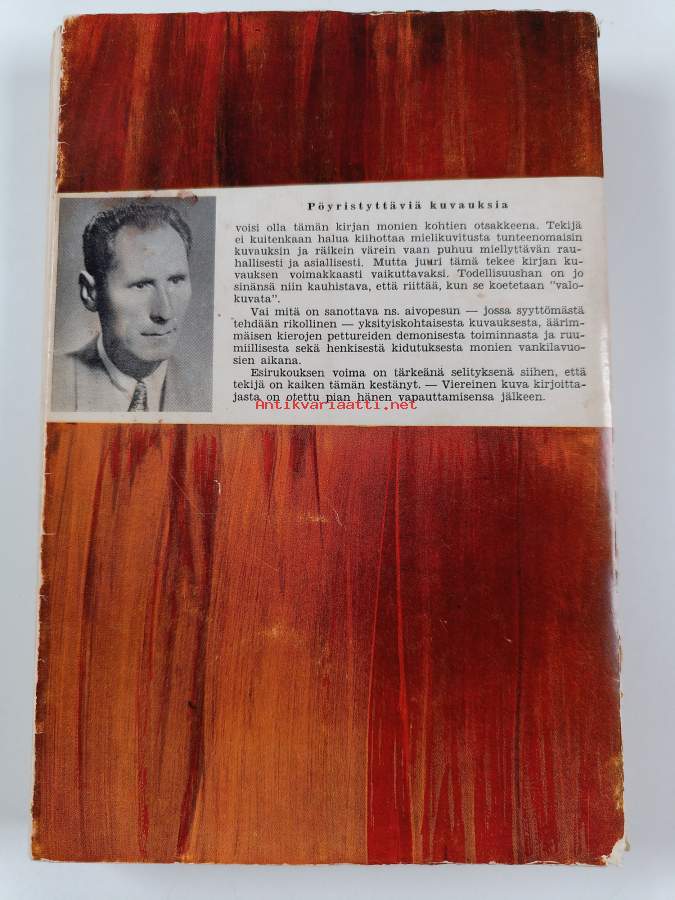 Pöyristyttäviä kuvauksia
voisi olla tämän kirjan monien kohtien otsakkeena. Tekijä
ei kuitenkaan halua kiihottaa mielikuvitusta tunteenomaisin
kuvauksin ja räikein värein vaan puhuu miellyttävän rau-
hallisesti ja asiallisesti. Mutta juuri tämä tekee kirjan ku-
vauksen voimakkaasti vaikuttavaksi. Todellisuushan on jo
sinänsä niin kauhistava, että riittää, kun se koetetaan "valo-
kuvata".
Vai mitä on sanottava ns. aivopesun — jossa syyttömästä
tehdään rikollinen — yksityiskohtaisesta kuvauksesta, äärim-
mäisen kierojen pettureiden demonisesta toiminnasta ja ruu-
miillisesta sekä henkisestä kidutuksesta monien vankilavuo-
sien aikana.
Esirukouksen voima on tärkeänä selityksenä siihen, että
tekijä on kaiken tämän kestänyt. — Viereinen kuva kirjoitta-
jasta on otettu pian hänen vapauttamisensa jälkeen.
Antikvariaatti.net